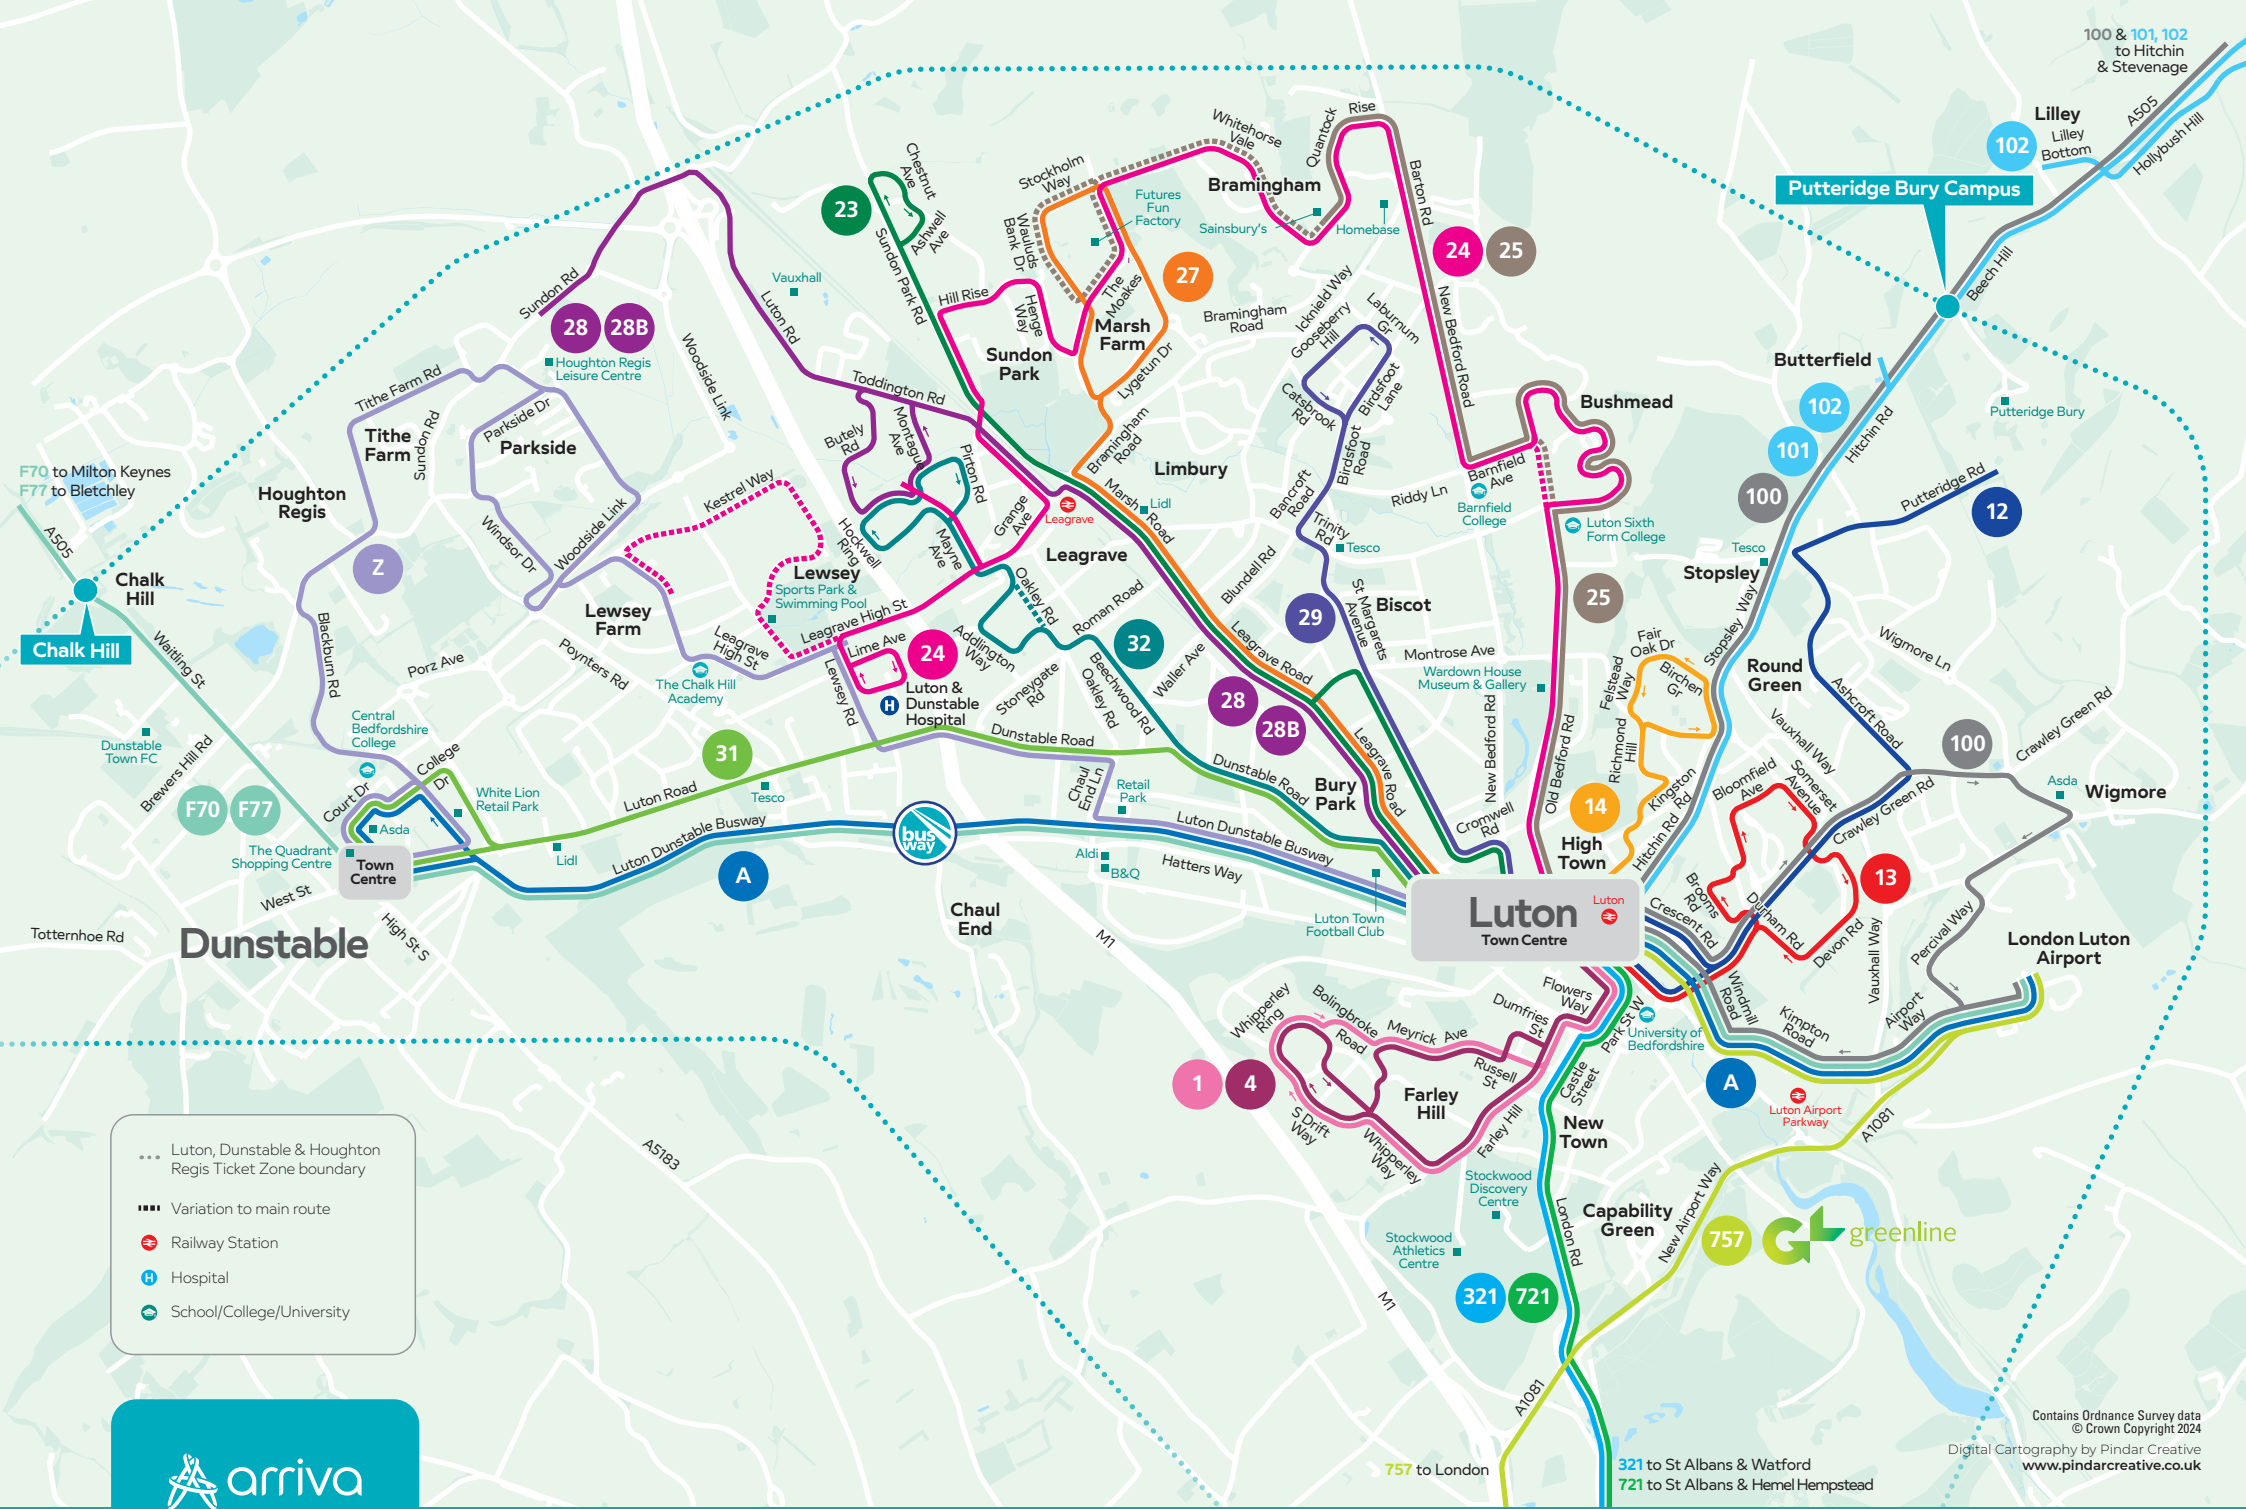 100 & 101, 102
to Hitchin
& Stevenage
Lilley
102
Lilley
Bottom
A505
Hollybush Hill
Putteridge Bury Campus
Beech Hill
Butterfield
102
101
100
Hitchin Rd
Putteridge Bury
Putteridge Rd
12
Tesco
Stopsley
Stopsley Way
Wigmore Ln
Round
Green
Ashcroft Road
Vauxhall Way
Crawley Green Rd
100
Asda
Wigmore
Somerset
Avenue
Bloomfield
Ave
Crawley Green Rd
13
Brooms
Rd
Durham Rd
Devon Rd
Vauxhall Way
Percival Way
London Luton
Airport
Airport
Way
Kimpton
Road
Windmill
Road
Crescent Rd
A
Luton Airport
Parkway
A1081
New Airport Way
757
greenline
Capability
Green
London Rd
New
Town
Castle
Street
Park St W
University of
Bedfordshire
Flowers
Way
Dumfries
St
Russell
St
Meyrick Ave
Bolingbroke
Road
Whipperley
Ring
1
4
Farley
Hill
Farley Hill
S Drift
Way
Whipperley
Way
Stockwood
Discovery
Centre
Stockwood
Athletics
Centre
321
721
M1
A1081
757 to London
321 to St Albans & Watford
721 to St Albans & Hemel Hempstead
Contains Ordnance Survey data
© Crown Copyright 2024
Digital Cartography by Pindar Creative
www.pindarcreative.co.uk
Luton
Town Centre
Luton
High
Town
14
Hitchin Rd
Kingston
Rd
Richmond
Hill
Felstead
Way
Fair
Oak Dr
Birchen
Gr
25
Old Bedford Rd
New Bedford Rd
Cromwell
Rd
Wardown House
Museum & Gallery
Montrose Ave
Luton Sixth
Form College
Bushmead
Barnfield
Ave
Barnfield
College
Riddy Ln
New Bedford Road
Barton Rd
24
25
Rise
Quantock
Homebase
Sainsbury's
Bramingham
Whitehorse
Vale
Stockholm
Way
Futures
Fun
Factory
Wauluds
Bank Dr
27
The
Moakes
Marsh
Farm
Lygetun Dr
Bramingham
Road
Bramingham
Road
Icknield Way
Gooseberry
Hill
Laburnum
Gr
Catsbrook
Rd
Birdsfoot
Lane
Birdsfoot
Road
Bancroft
Road
Limbury
Trinity
Rd
Tesco
29
Biscot
St Margarets
Avenue
Blundell Rd
Marsh
Road
Lidl
Leagrave
Leagrave
Leagrave Road
Leagrave Road
28
28B
Waller Ave
Bury
Park
Dunstable Road
32
Roman Road
Oakley Rd
Beechwood Rd
Oakley Rd
Stoneygate
Rd
Addington
Way
Dunstable Road
Chaul
End Ln
Retail
Park
Luton Dunstable Busway
Hatters Way
Aldi
B&Q
Luton Town
Football Club
Chaul
End
M1
bus
way
A
Luton Dunstable Busway
Tesco
Luton Road
31
Lidl
Lewsey Rd
24
Luton &
Dunstable
Hospital
H
Lime Ave
Leagrave High St
Lewsey
Sports Park &
Swimming Pool
Kestrel Way
Hockwell
Ring
Mayne
Ave
Grange
Ave
Pirton Rd
Montague
Ave
Butely
Rd
Toddington Rd
Sundon
Park
Hill Rise
Henge
Way
Sundon Park Rd
23
Chestnut
Ave
Ashwell
Ave
Vauxhall
Luton Rd
Woodside Link
Sundon Rd
28
28B
Houghton Regis
Leisure Centre
Tithe Farm Rd
Tithe
Farm
Sundon Rd
Parkside Dr
Parkside
Windsor Dr
Woodside Link
Lewsey
Farm
Leagrave
High St
The Chalk Hill
Academy
Poynters Rd
Porz Ave
Houghton
Regis
Z
Blackburn Rd
F70 to Milton Keynes
F77 to Bletchley
A505
Chalk
Hill
Chalk Hill
Watling St
Dunstable
Town FC
Brewers Hill Rd
F70
F77
Central
Bedfordshire
College
College
Dr
Court Dr
White Lion
Retail Park
Asda
The Quadrant
Shopping Centre
Town
Centre
West St
High St S
Totternhoe Rd
Dunstable
A5183
M1
Luton, Dunstable & Houghton
Regis Ticket Zone boundary
Variation to main route
Railway Station
H
Hospital
School/College/University
arriva